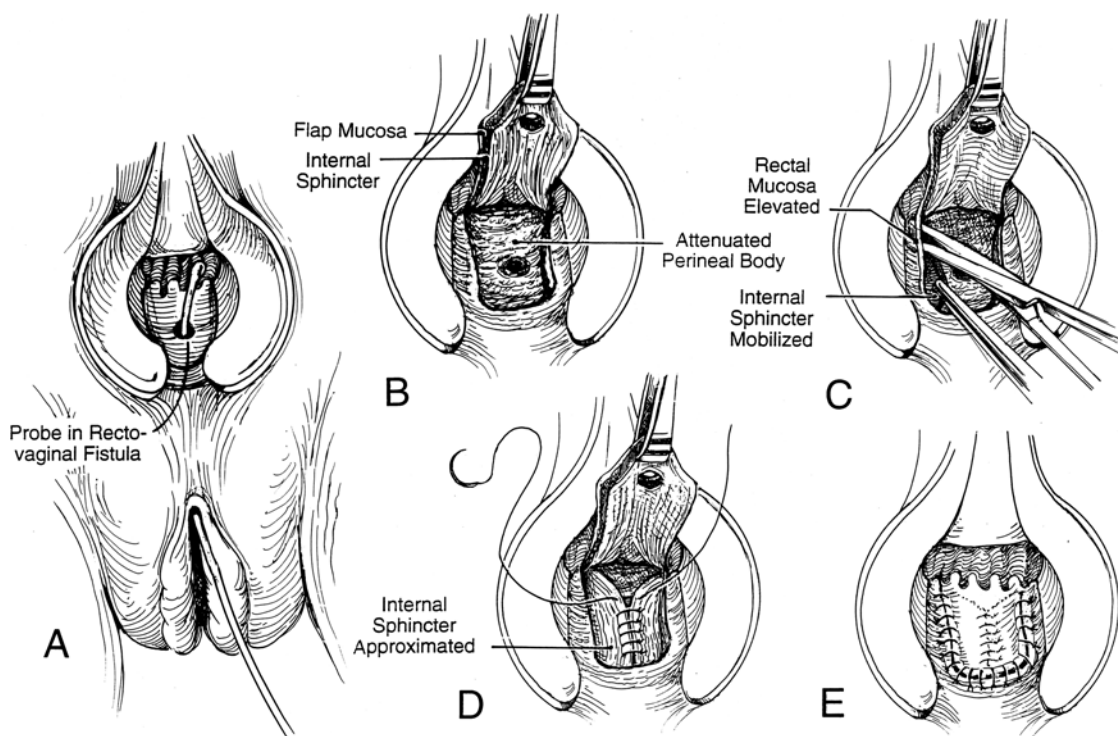 Flap Mucosa
Internal
Sphincter
Attenuated
Perineal Body
B
Rectal
Mucosa
Elevated
Internal
Sphincter
Mobilized
C
Probe in Recto-
vaginal Fistula
A
Internal
Sphincter
Approximated
D
E